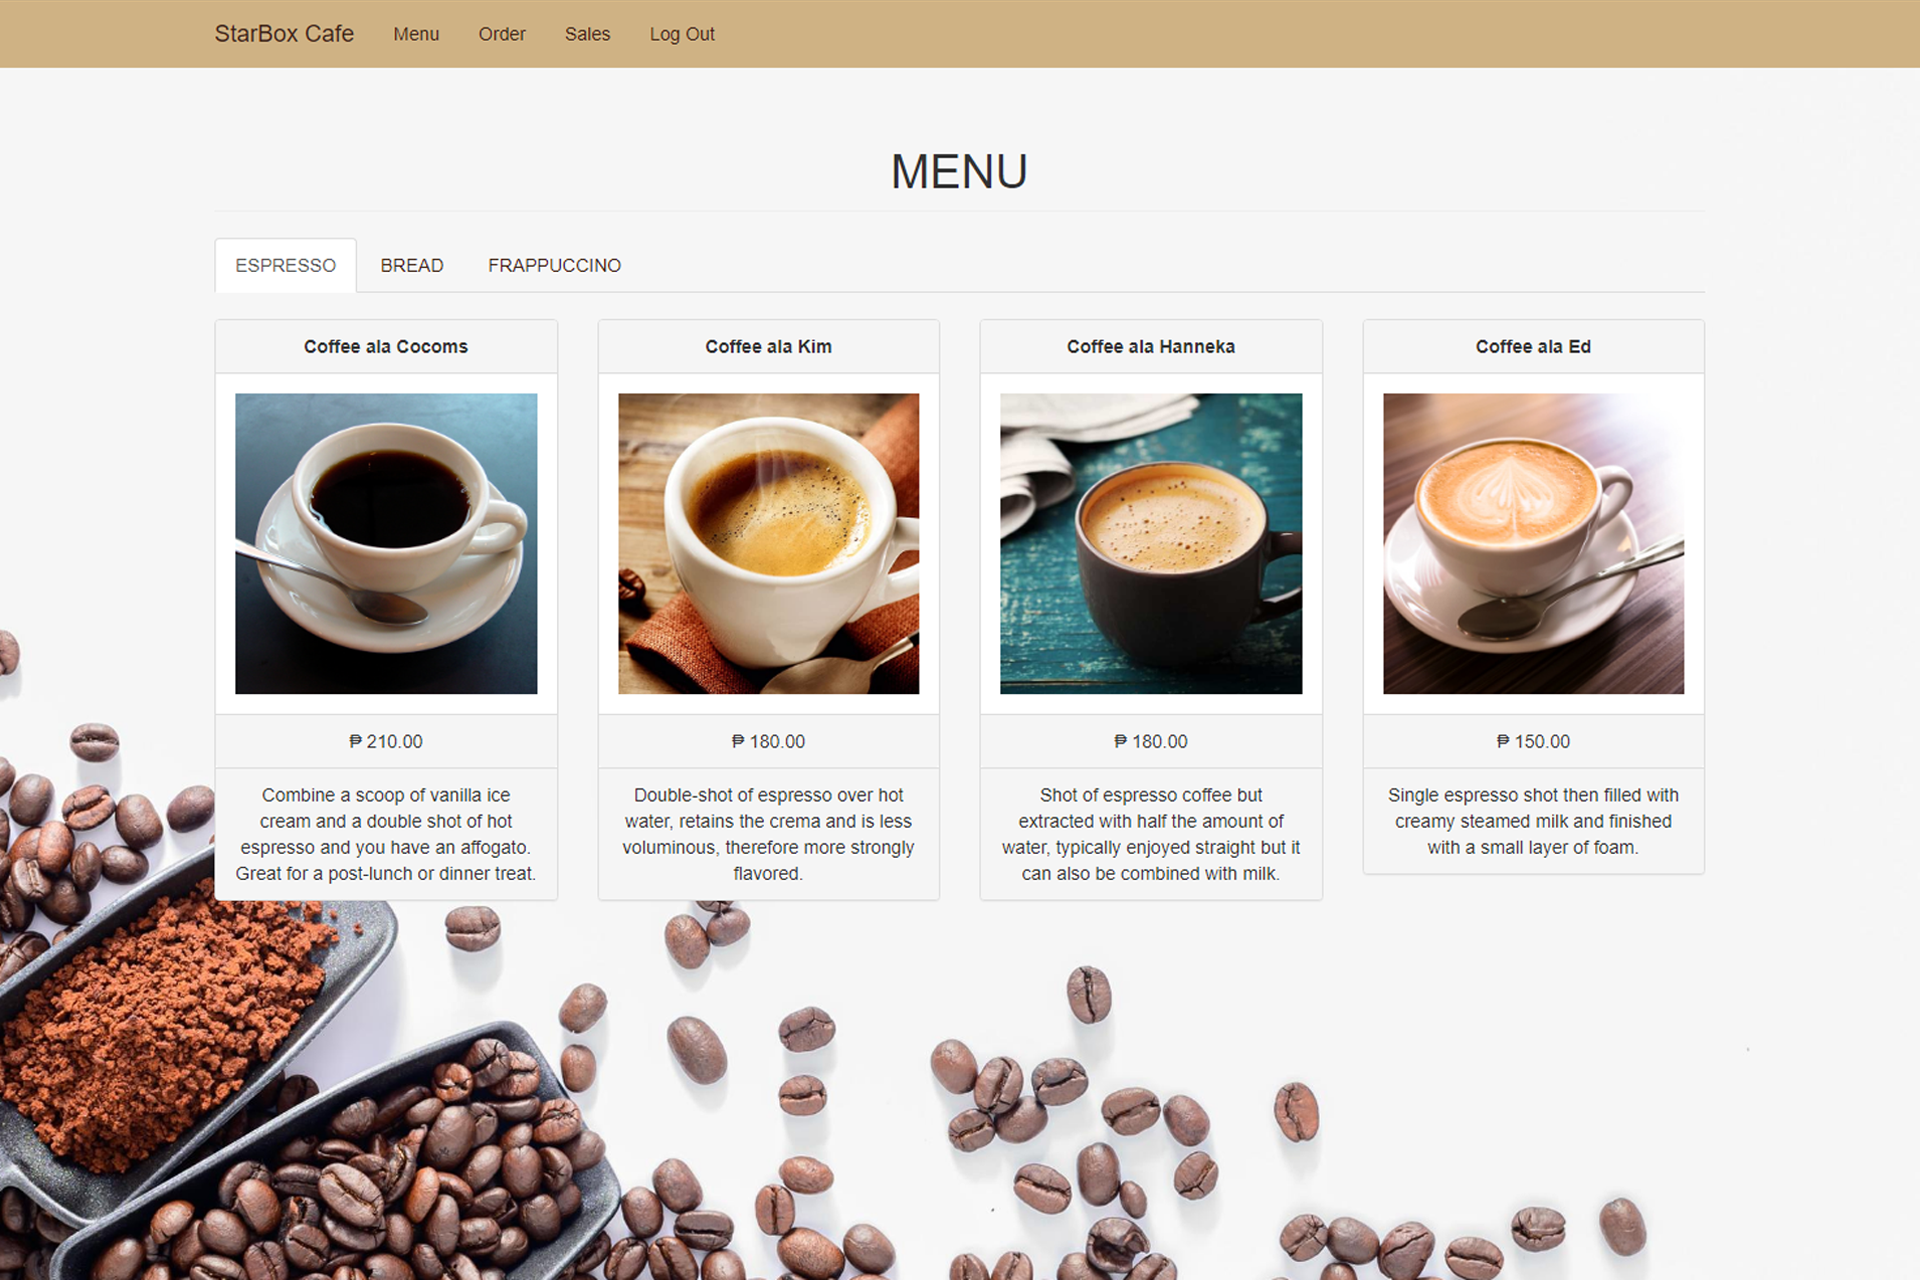 StarBox Cafe Menu Order Sales Log Out
MENU
ESPRESSO BREAD FRAPPUCCINO
Coffee ala Cocoms
₱ 210.00
Combine a scoop of vanilla ice
cream and a double shot of hot
espresso and you have an affogato.
Great for a post-lunch or dinner treat.
Coffee ala Kim
₱ 180.00
Double-shot of espresso over hot
water, retains the crema and is less
voluminous, therefore more strongly
flavored.
Coffee ala Hanneka
₱ 180.00
Shot of espresso coffee but
extracted with half the amount of
water, typically enjoyed straight but it
can also be combined with milk.
Coffee ala Ed
₱ 150.00
Single espresso shot then filled with
creamy steamed milk and finished
with a small layer of foam.